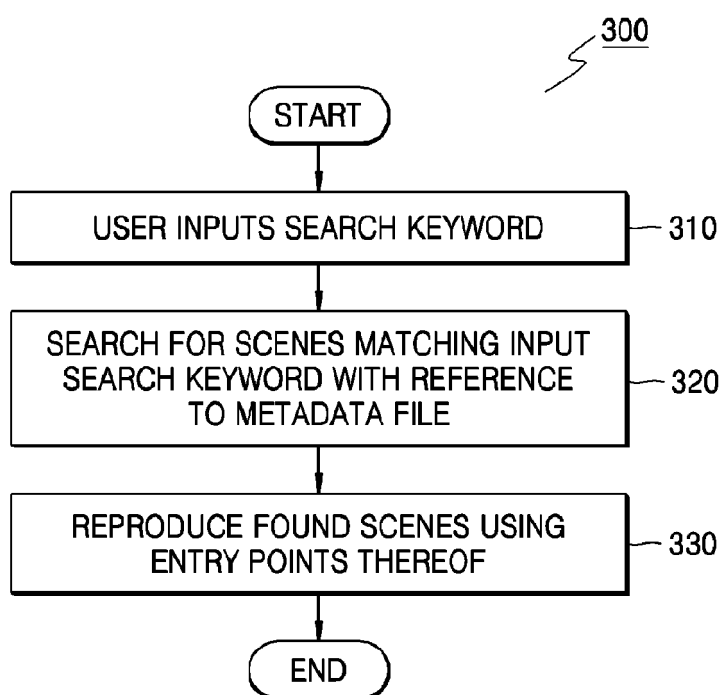 300
START
USER INPUTS SEARCH KEYWORD
310
SEARCH FOR SCENES MATCHING INPUT
SEARCH KEYWORD WITH REFERENCE
TO METADATA FILE
320
REPRODUCE FOUND SCENES USING
ENTRY POINTS THEREOF
330
END